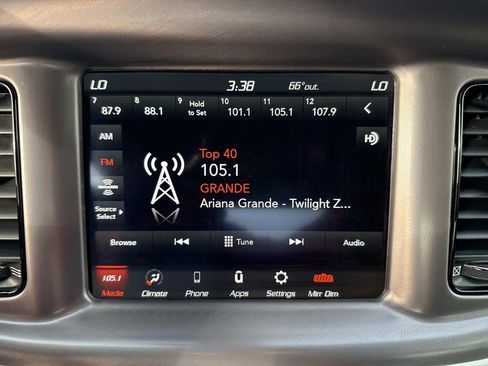 LO 3:38 66°out. LO
7 8 9 10 11 12
87.9 88.1 Hold to Set 101.1 105.1 107.9
AM
HD
FM
Top 40
105.1
GRANDE
Ariana Grande - Twilight Z...
Source
Select
Browse Tune Audio
105.1
Media Climate Phone Apps Settings Mirr Dim